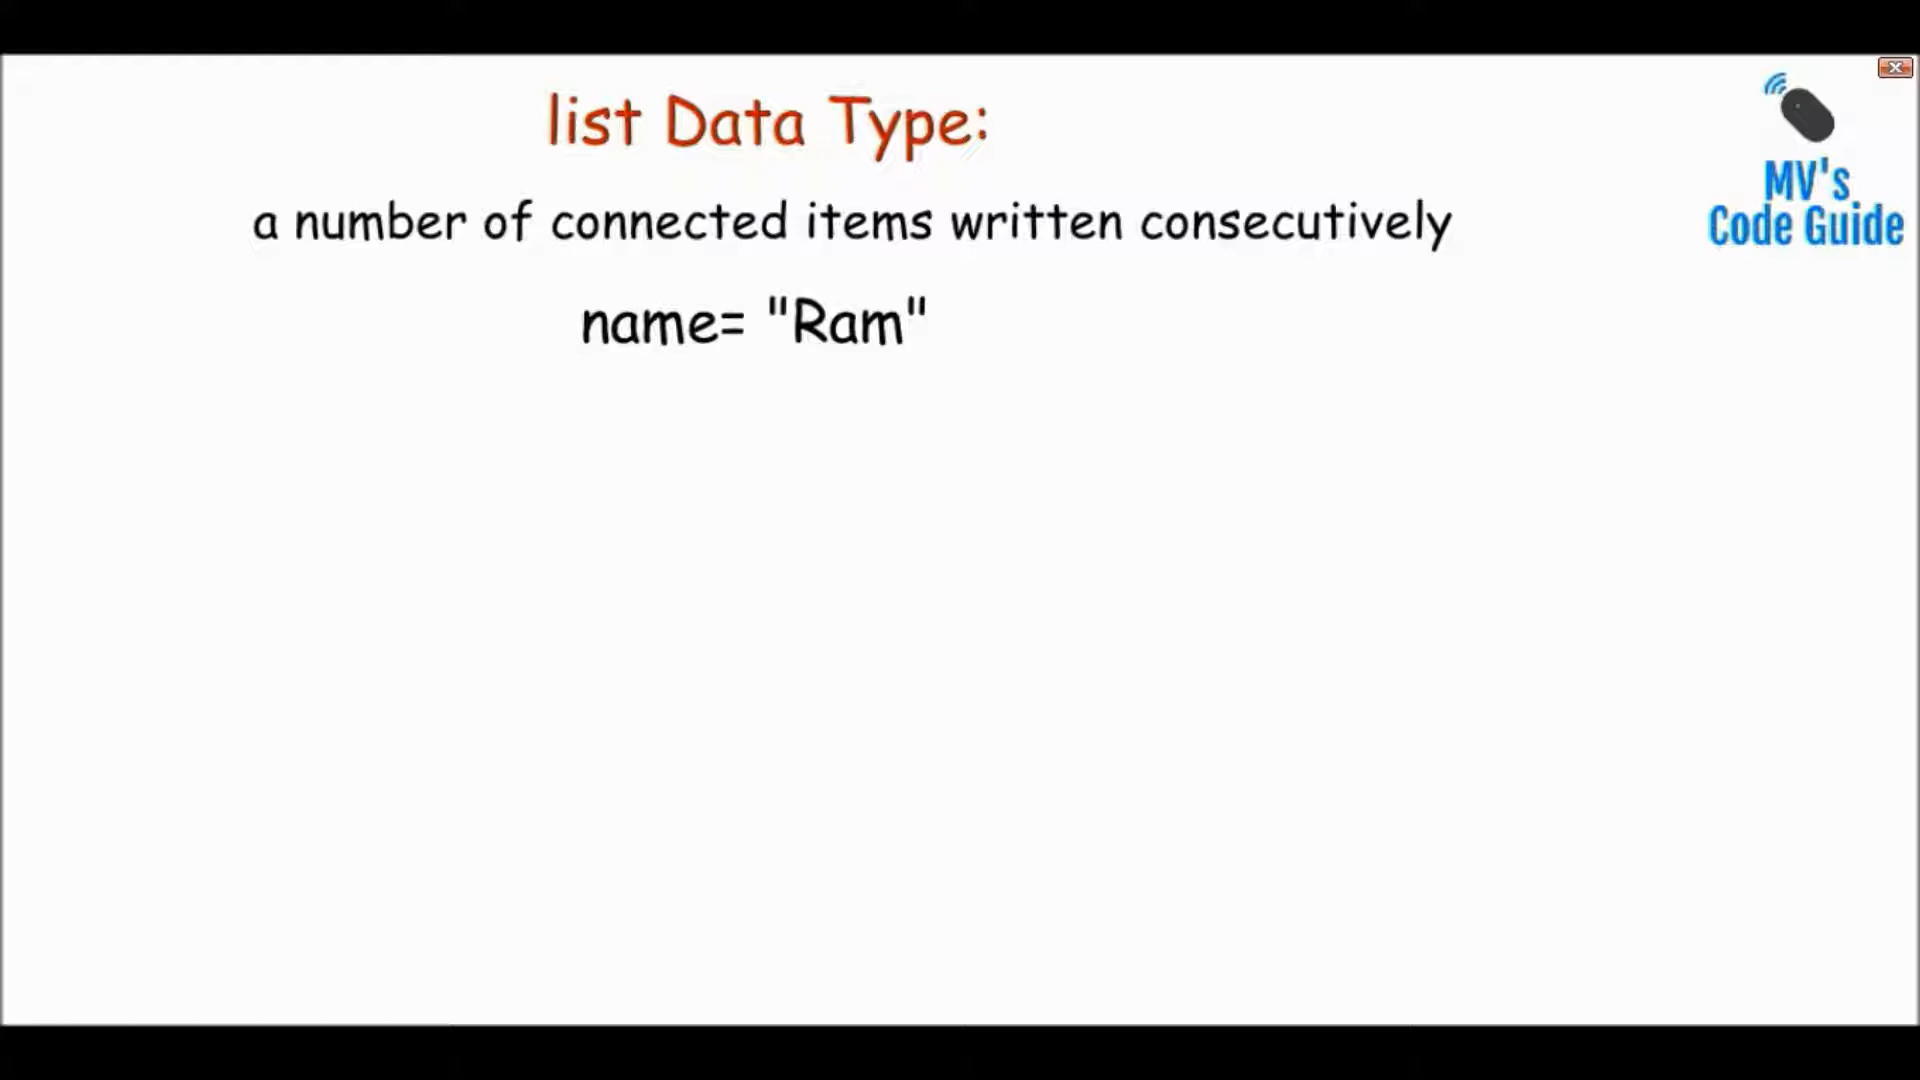 list Data Type:
MV's
Code Guide
a number of connected items written consecutively
name= "Ram"